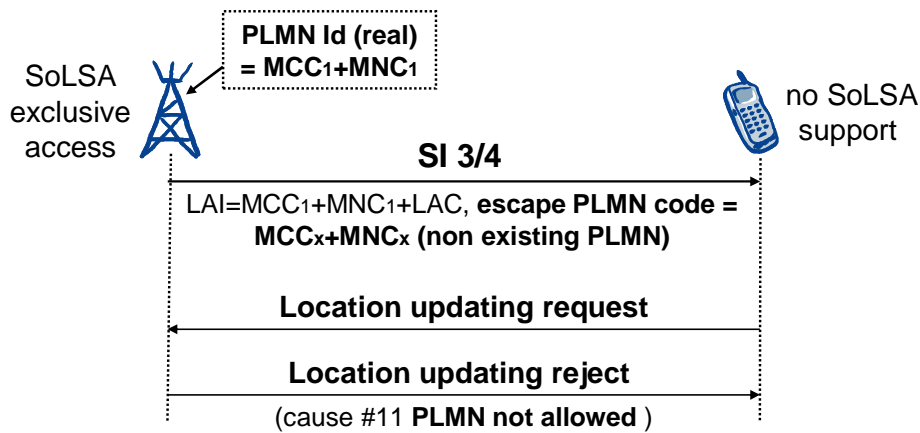 PLMN Id (real)
= MCC1+MNC1
SoLSA
exclusive
access
no SoLSA
support
SI 3/4
LAI=MCC1+MNC1+LAC, escape PLMN code =
MCCx+MNCx (non existing PLMN)
Location updating request
Location updating reject
(cause #11 PLMN not allowed )